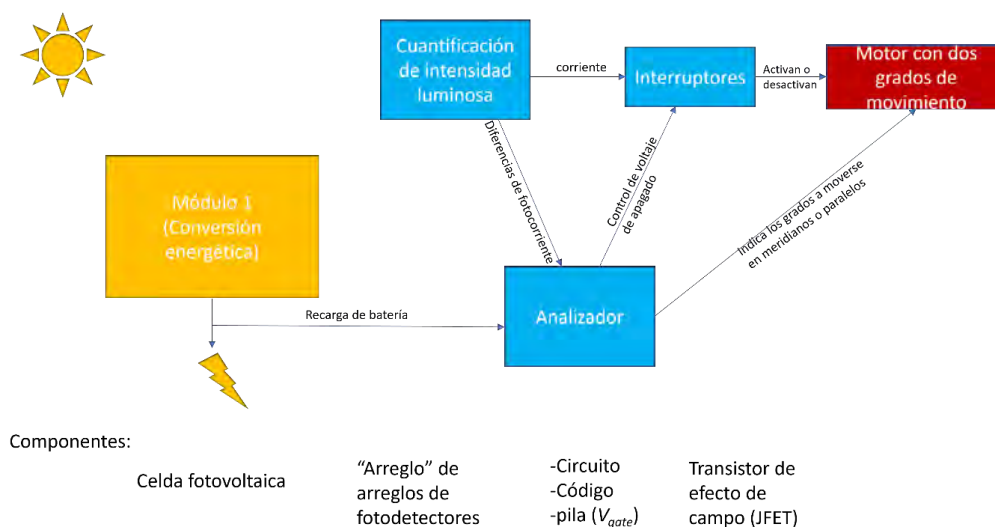 Cuantificación
de intensidad
luminosa
corriente
Interruptores
Activan o
desactivan
Motor con dos
grados de
movimiento
Diferencias de fotocorriente
Control de voltaje
de apagado
Indica los grados a moverse
en meridianos o paralelos
Módulo 1
(Conversión
energética)
Recarga de batería
Analizador
Componentes:
Celda fotovoltaica
“Arreglo” de
arreglos de
fotodetectores
-Circuito
-Código
-pila (Vgate)
Transistor de
efecto de
campo (JFET)